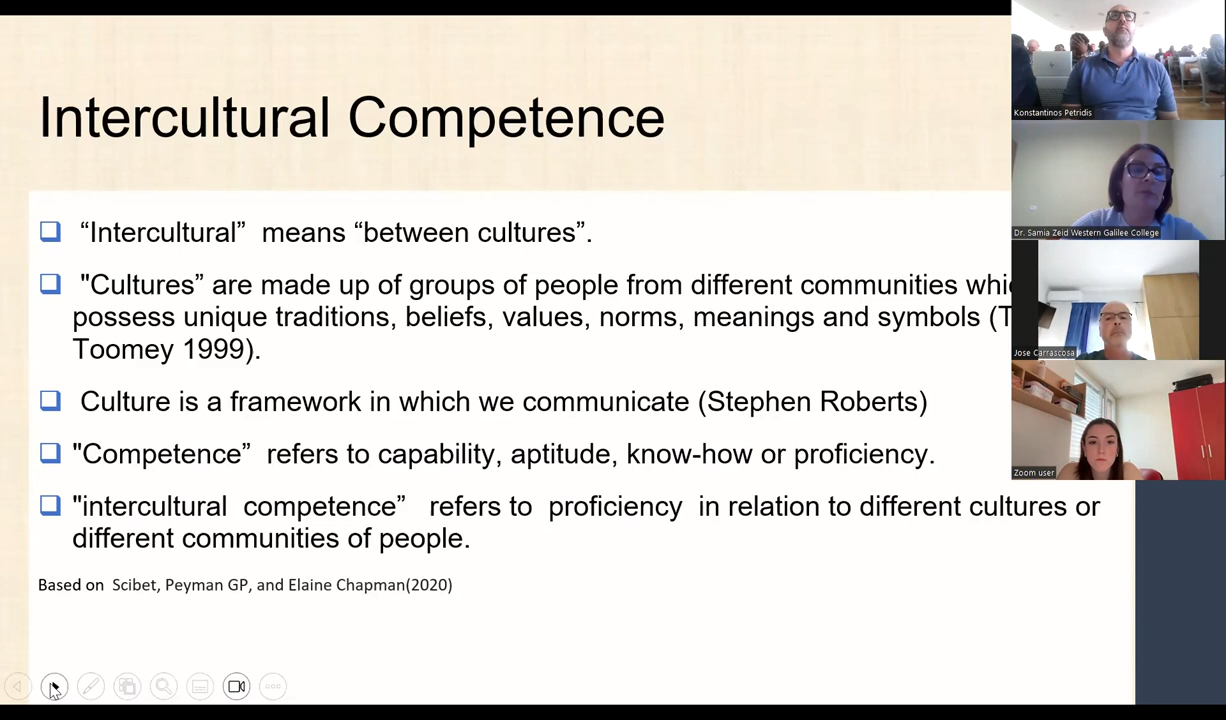 Intercultural Competence
“Intercultural” means “between cultures”.
"Cultures” are made up of groups of people from different communities
possess unique traditions, beliefs, values, norms, meanings and symbols
Toomey 1999).
Culture is a framework in which we communicate (Stephen Roberts)
"Competence” refers to capability, aptitude, know-how or proficiency.
"intercultural competence” refers to proficiency in relation to different cultures or
different communities of people.
Based on Scibet, Peyman GP, and Elaine Chapman(2020)
Konstantinos Petridis
Dr. Samia Zeid Western Galilee College
Jose Carrascosa
Zoom user